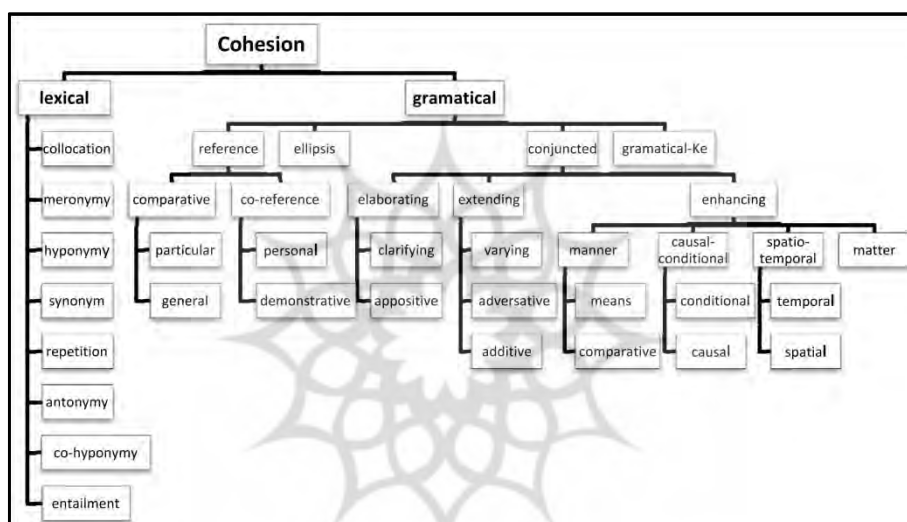 Cohesion
lexical
gramatical
collocation
reference
ellipsis
conjuncted
gramatical-Ke
meronymy
comparative
co-reference
elaborating
extending
enhancing
hyponymy
particular
personal
clarifying
varying
manner
causal-
conditional
spatio-
temporal
matter
synonym
general
demonstrative
appositive
adversative
means
conditional
temporal
repetition
additive
comparative
causal
spatial
antonymy
co-hyponymy
entailment